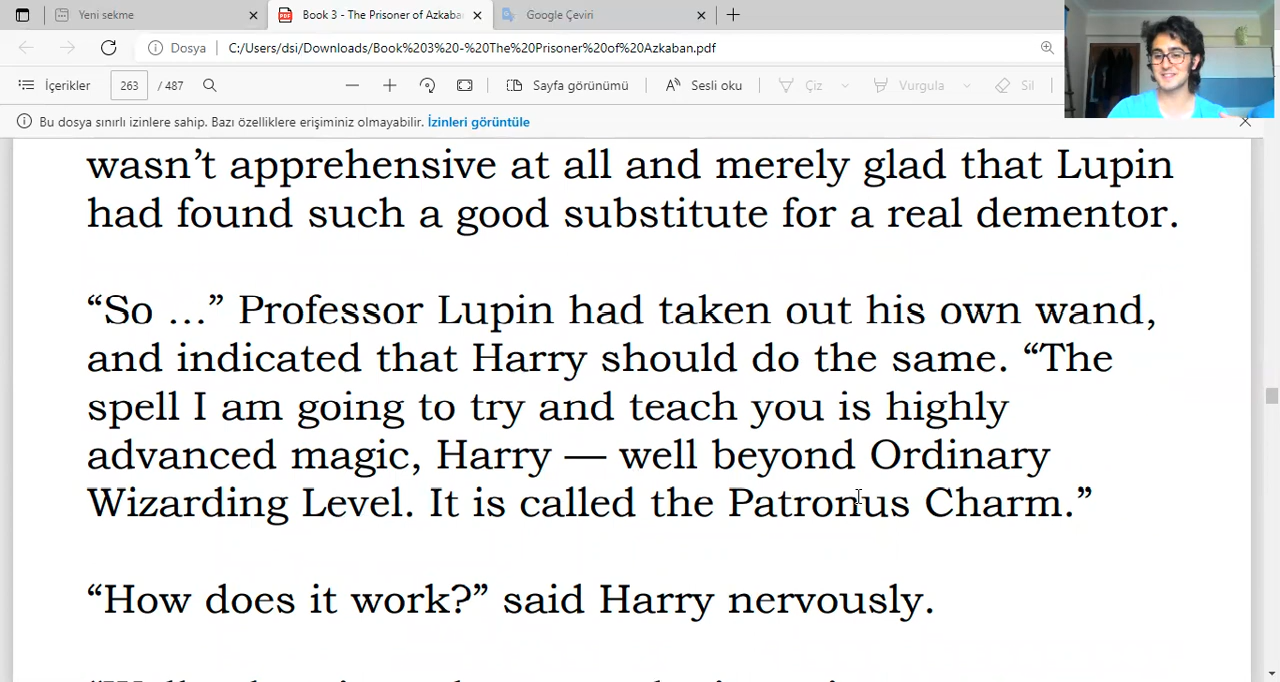 Yeni sekme
Book 3 - The Prisoner of Azkaba
Google Çeviri
Dosya
C:/Users/dsi/Downloads/Book%203%20-%20The%20Prisoner%20of%20Azkaban.pdf
İçerikler
263 / 487
Sayfa görünümü
Sesli oku
Çiz
Vurgula
Sil
Bu dosya sınırlı izinlere sahip. Bazı özelliklere erişiminiz olmayabilir. İzinleri görüntüle
wasn’t apprehensive at all and merely glad that Lupin
had found such a good substitute for a real dementor.
“So …” Professor Lupin had taken out his own wand,
and indicated that Harry should do the same. “The
spell I am going to try and teach you is highly
advanced magic, Harry — well beyond Ordinary
Wizarding Level. It is called the Patronus Charm.”
“How does it work?” said Harry nervously.